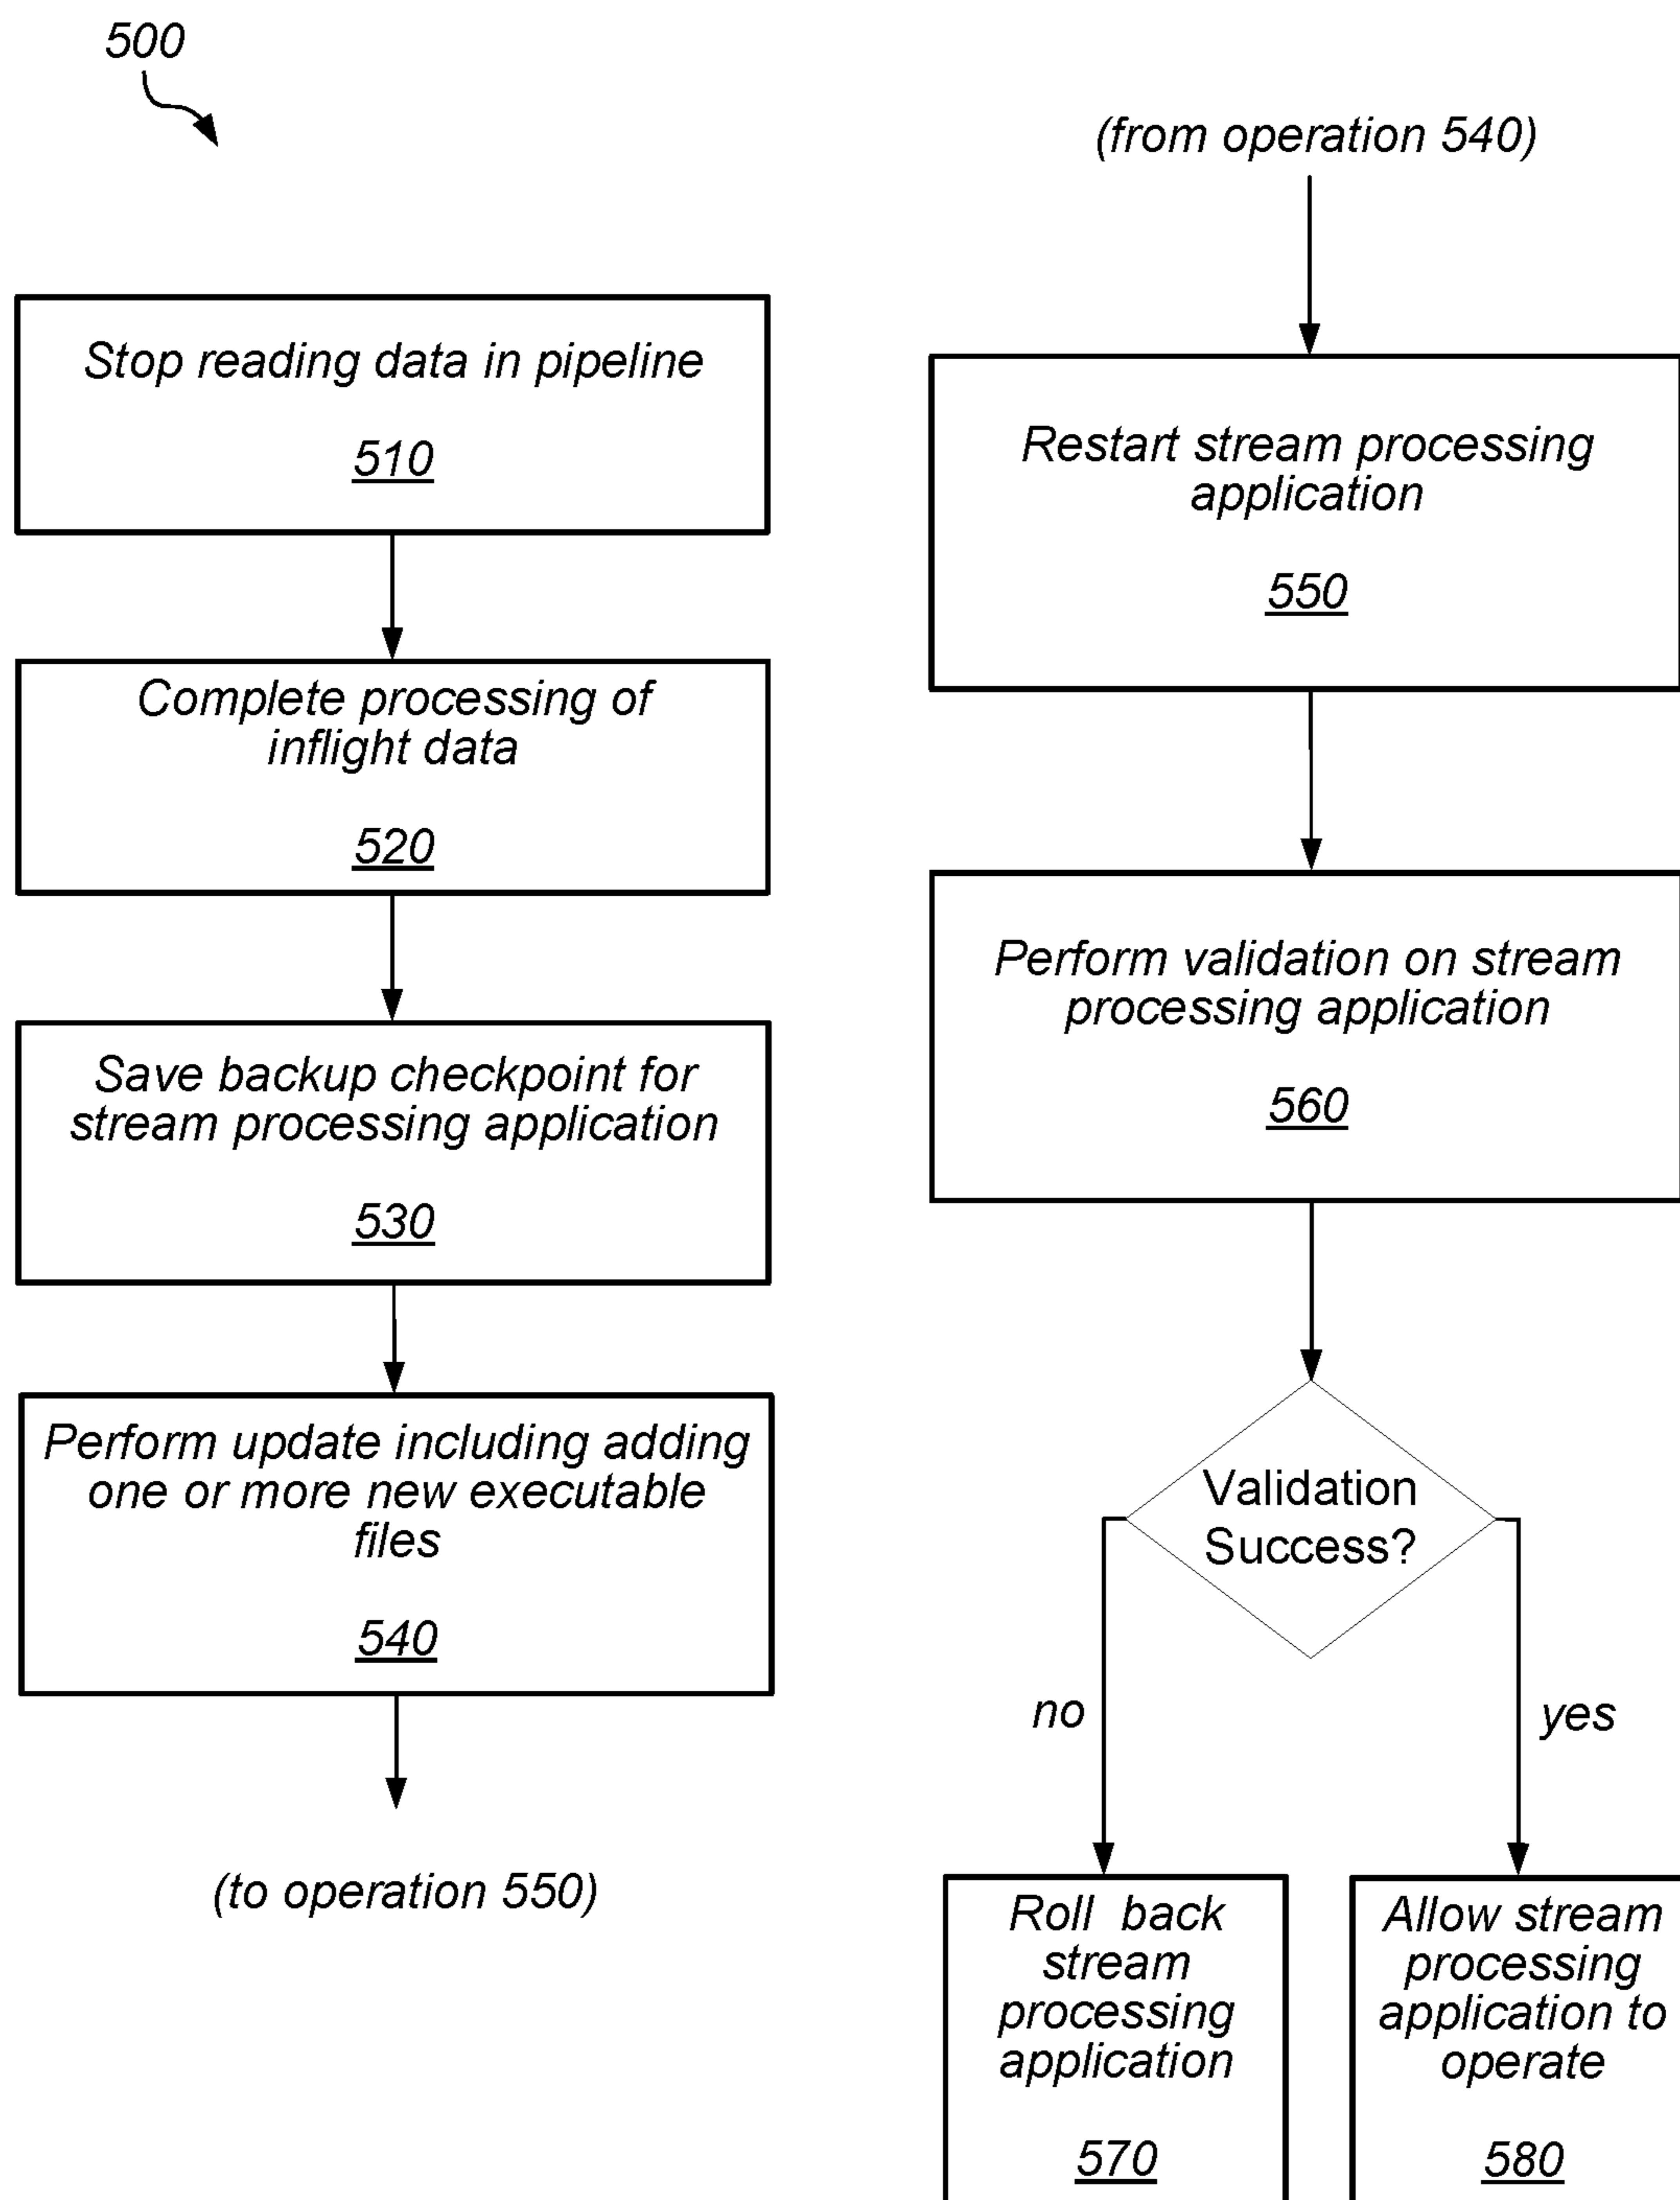 500
Stop reading data in pipeline
510
Complete processing of
inflight data
520
Save backup checkpoint for
stream processing application
530
Perform update including adding
one or more new executable
files
540
(to operation 550)
(from operation 540)
Restart stream processing
application
550
Perform validation on stream
processing application
560
Validation
Success?
no
yes
Roll back
stream
processing
application
570
Allow stream
processing
application to
operate
580